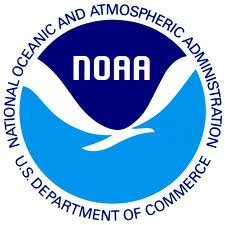 NATIONAL OCEANIC AND ATMOSPHERIC ADMINISTRATION
NOAA
U.S. DEPARTMENT OF COMMERCE